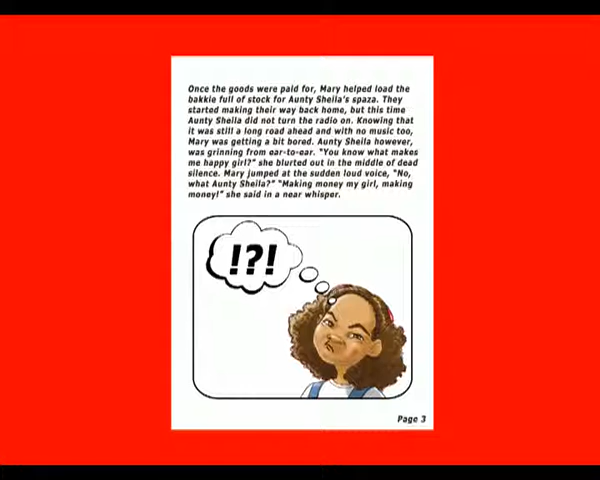 Once the goods were paid for, Mary helped load the
bakkie full of stock for Aunty Sheila's spaza. They
started making their way back home, but this time
Aunty Sheila did not turn the radio on. Knowing that
it was still a long road ahead and with no music too,
Mary was getting a bit bored. Aunty Sheila however,
was grinning from ear-to-ear. "You know what makes
me happy girl?" she blurted out in the middle of dead
silence. Mary jumped at the sudden loud voice, "No,
what Aunty Sheila?" "Making money my girl, making
money!" she said in a near whisper.
!?!
Page 3